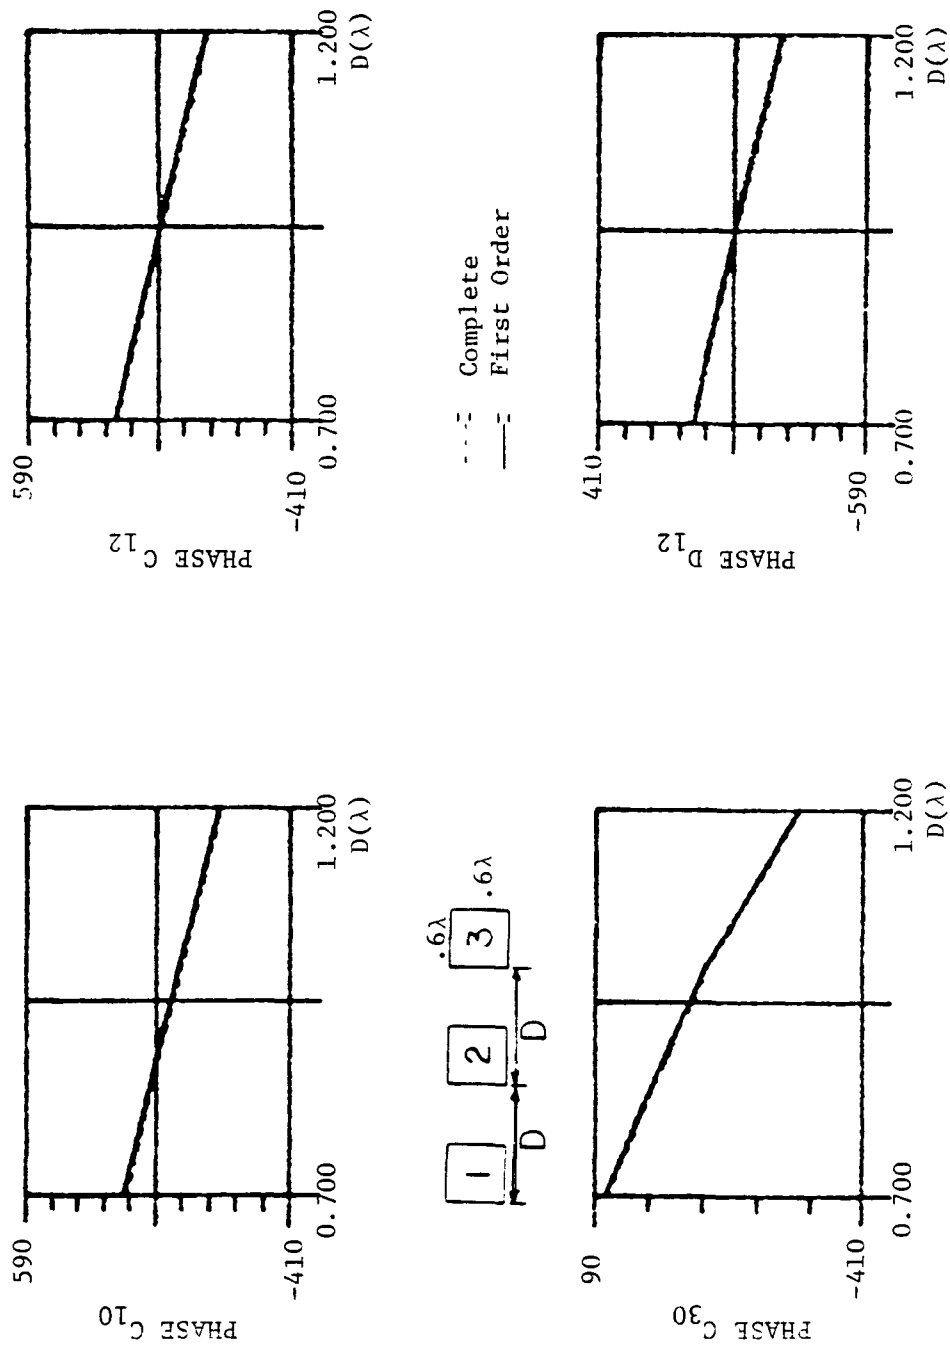 590
-410
PHASE C10
0.700
1.200
D(λ)
590
-410
PHASE C12
0.700
1.200
D(λ)
1
2
3
.6λ
.6λ
D
D
---= Complete
—= First Order
90
-410
PHASE C30
0.700
1.200
D(λ)
410
-590
PHASE D12
0.700
1.200
D(λ)